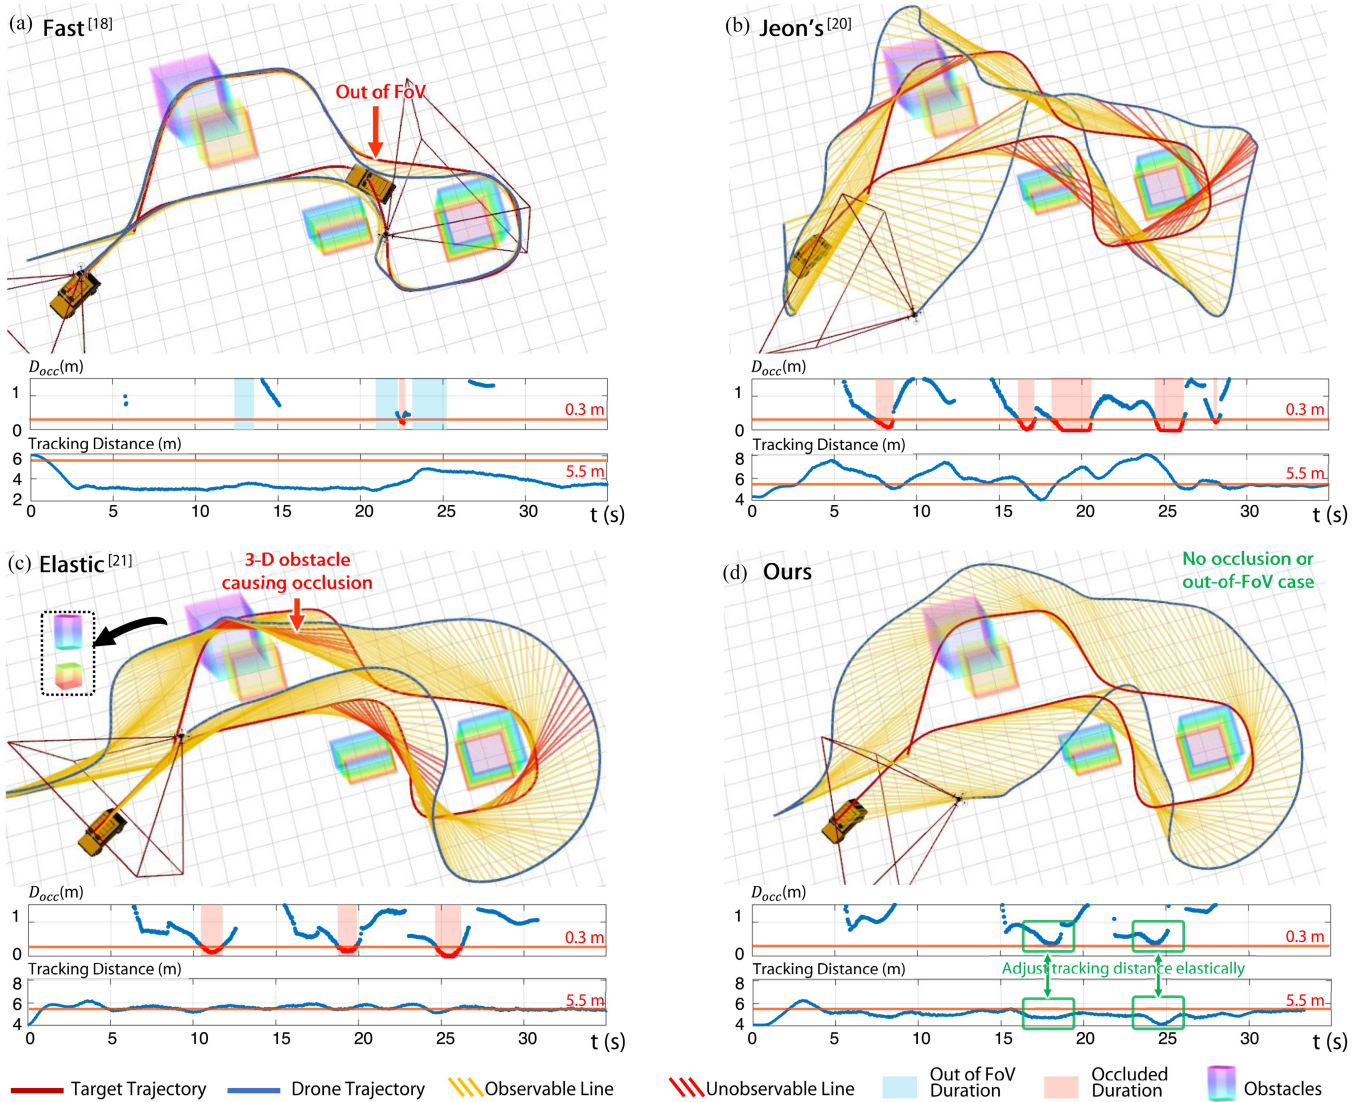 (a) Fast [18]
Out of FoV
D_occ(m)
1
0
0.3 m
Tracking Distance (m)
6
4
2
5.5 m
0 5 10 15 20 25 30 t (s)
(b) Jeon's [20]
D_occ(m)
1
0
0.3 m
Tracking Distance (m)
8
6
4
5.5 m
0 5 10 15 20 25 30 t (s)
(c) Elastic [21]
3-D obstacle
causing occlusion
D_occ(m)
1
0
0.3 m
Tracking Distance (m)
8
6
4
5.5 m
0 5 10 15 20 25 30 t (s)
(d) Ours
No occlusion or
out-of-FoV case
D_occ(m)
1
0
0.3 m
Adjust tracking distance elastically
Tracking Distance (m)
8
6
4
5.5 m
0 5 10 15 20 25 30 t (s)
Target Trajectory
Drone Trajectory
Observable Line
Unobservable Line
Out of FoV
Duration
Occluded
Duration
Obstacles